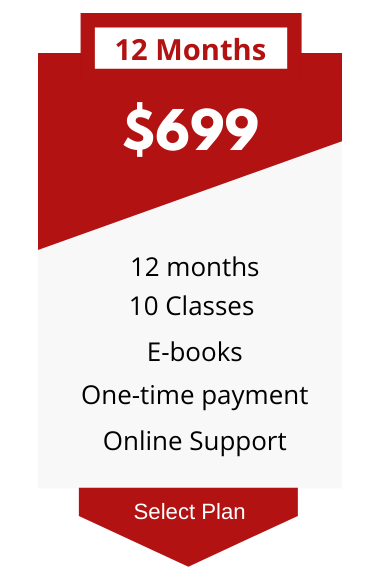 12 Months
$699
12 months
10 Classes
E-books
One-time payment
Online Support
Select Plan